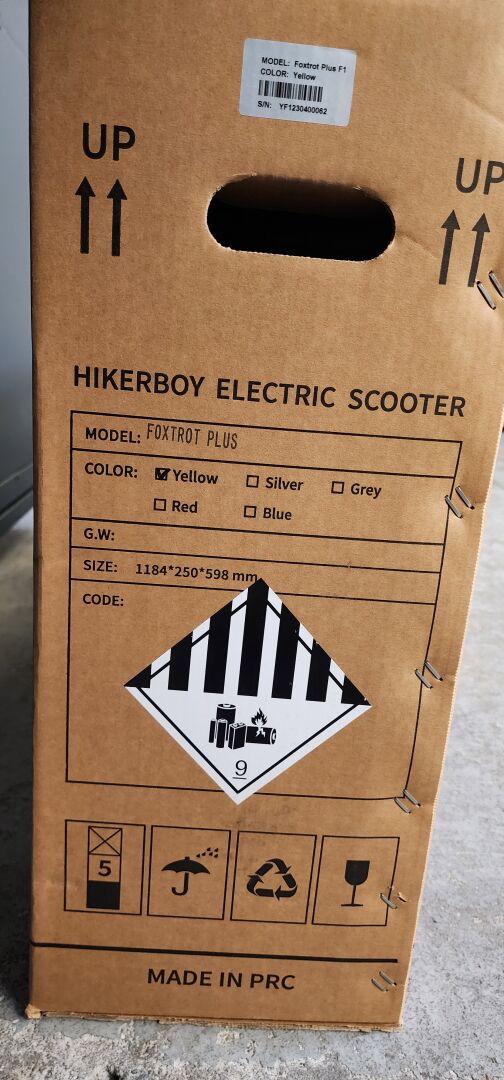 MODEL: Foxtrot Plus F1
COLOR: Yellow
S/N: YF1230400062
UP
UP
HIKERBOY ELECTRIC SCOOTER
MODEL: FOXTROT PLUS
COLOR: Yellow Silver Grey
Red Blue
G.W:
SIZE: 1184*250*598 mm
CODE:
9
5
MADE IN PRC